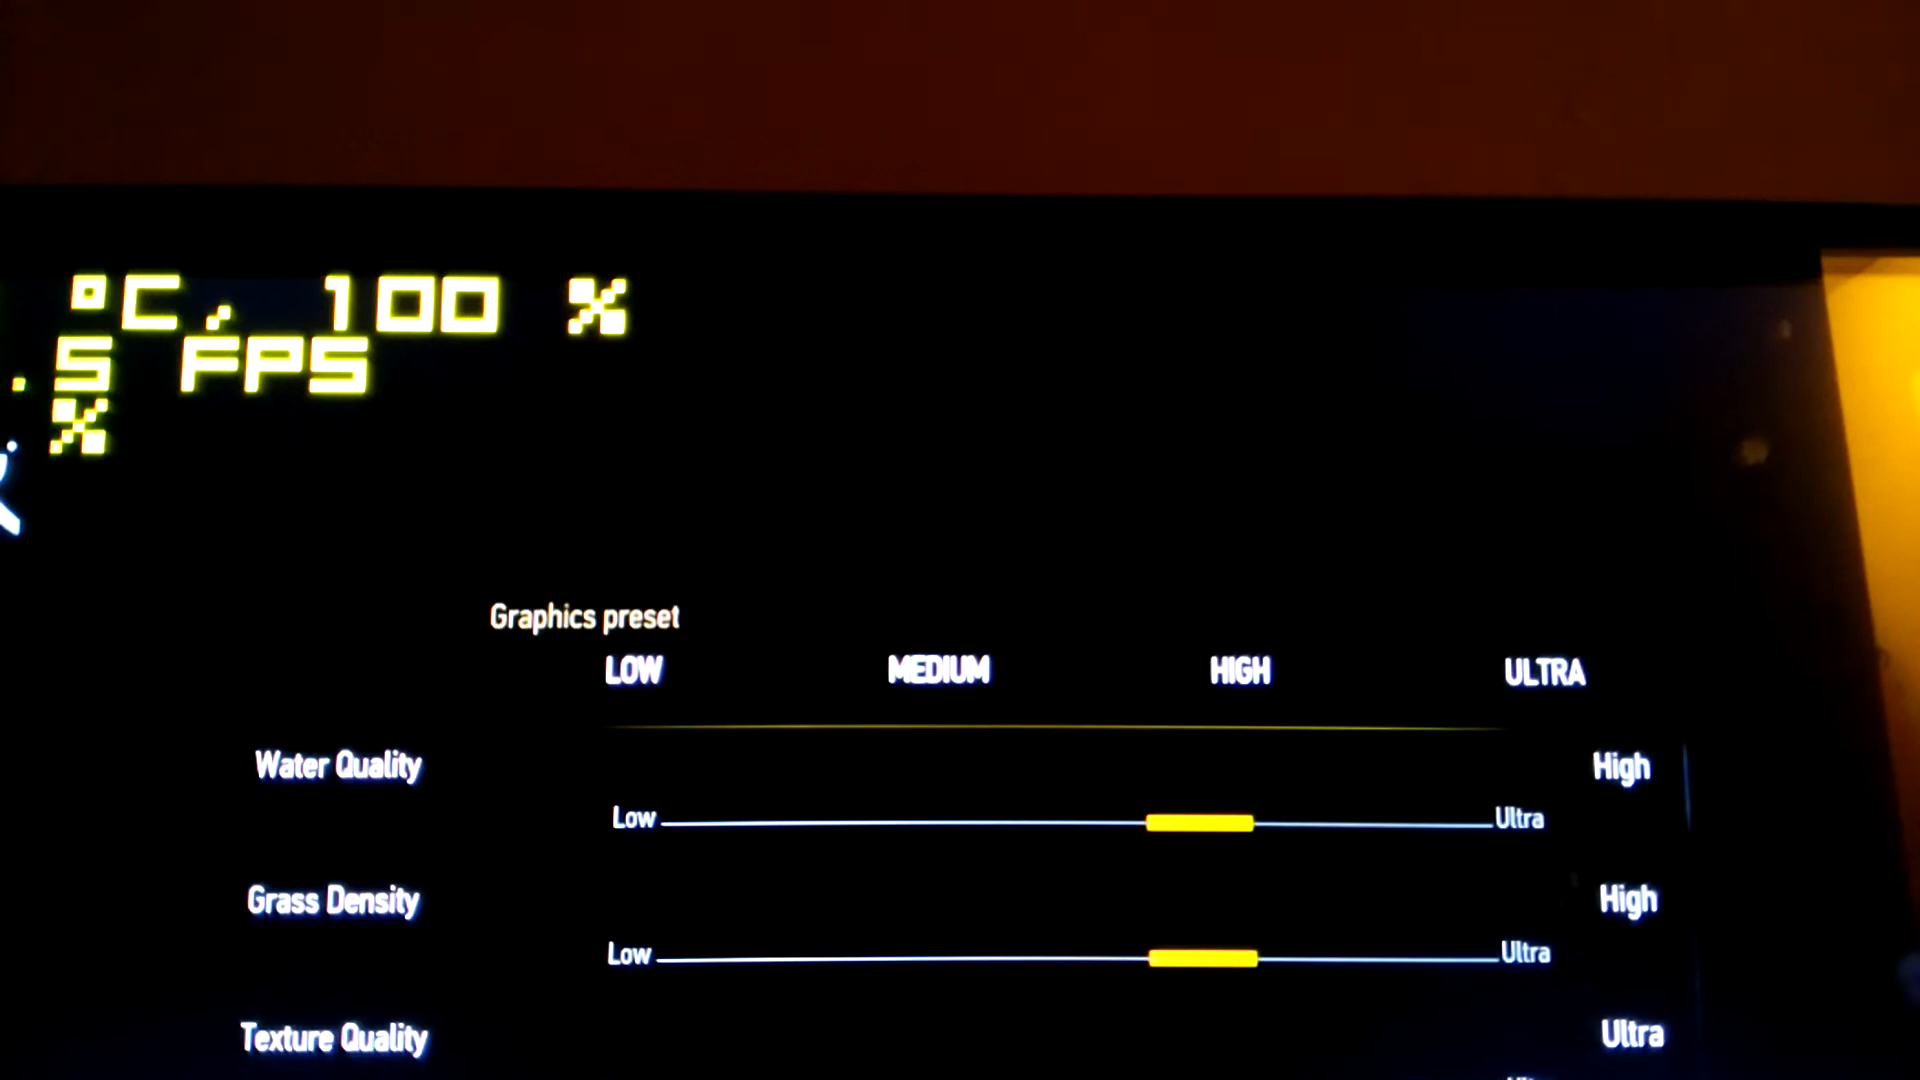 °C, 100 %
.5 FPS
%
Graphics preset
LOW MEDIUM HIGH ULTRA
Water Quality High
Low Ultra
Grass Density High
Low Ultra
Texture Quality Ultra